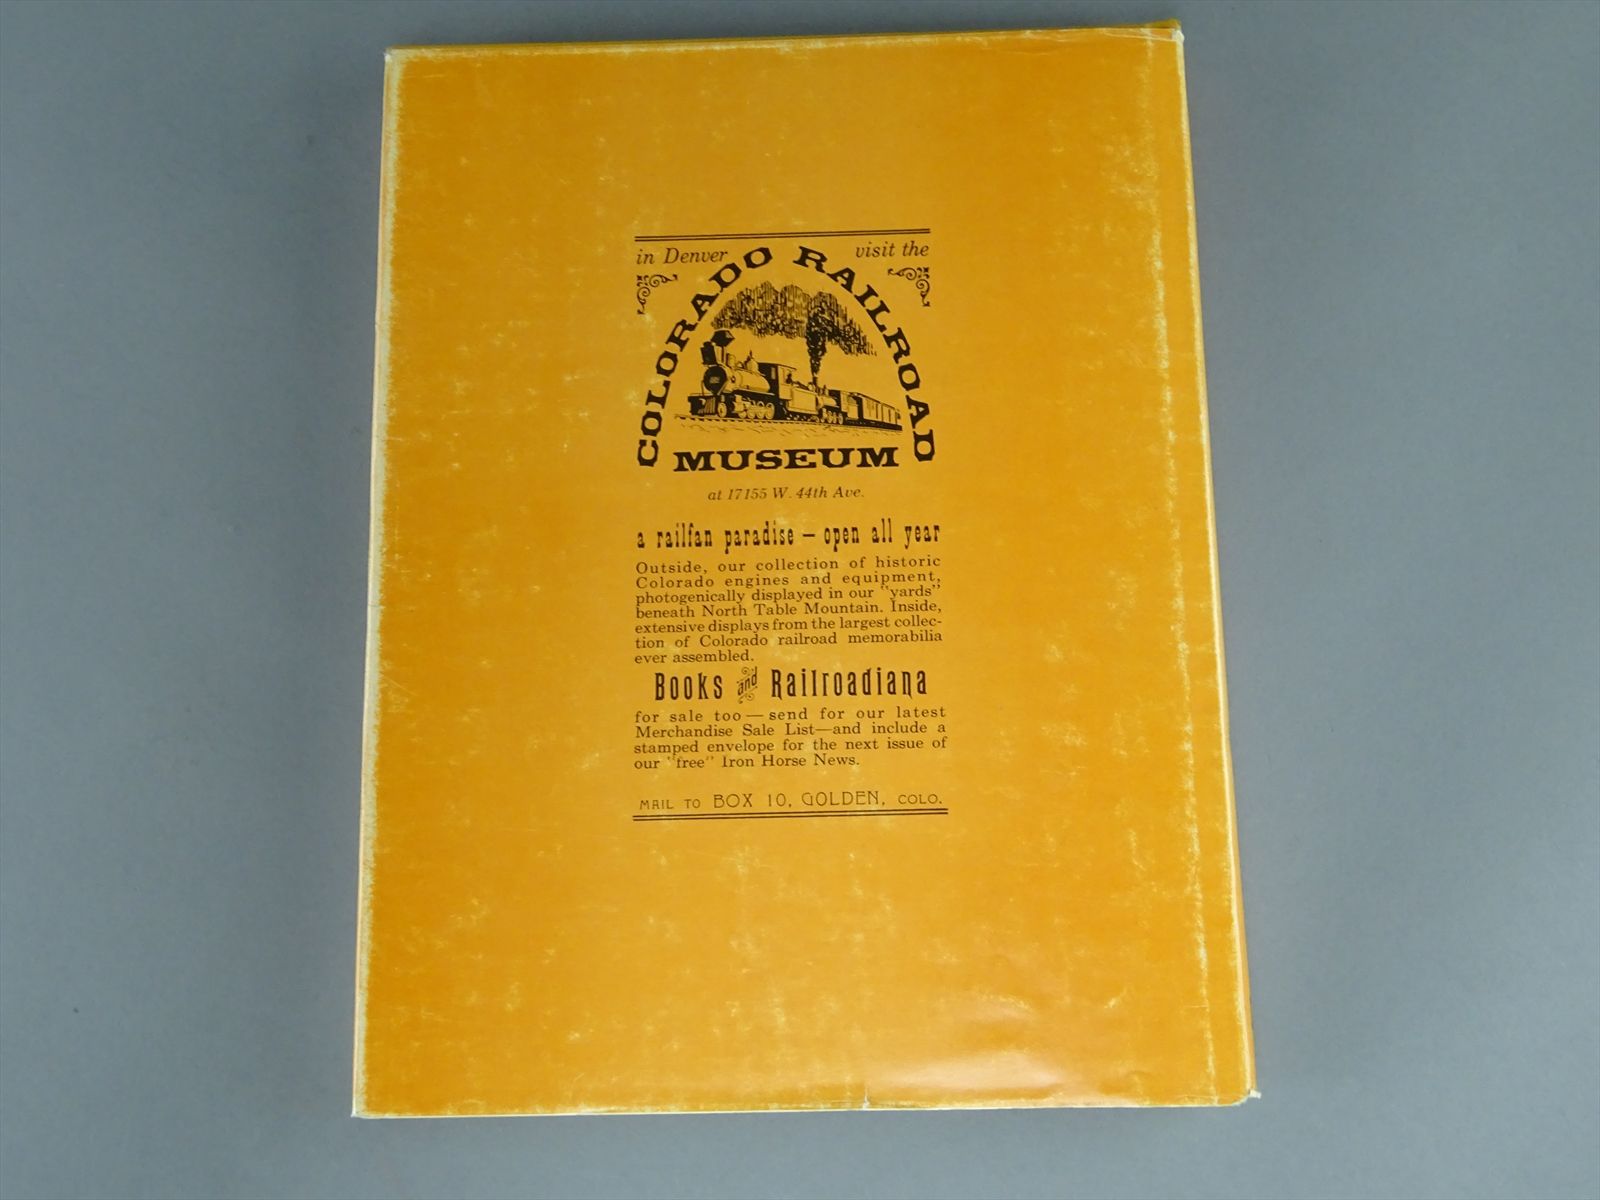 in Denver visit the
COLORADO RAILROAD
MUSEUM
at 17155 W. 44th Ave.
a railfan paradise — open all year
Outside, our collection of historic
Colorado engines and equipment,
photogenically displayed in our "yards"
beneath North Table Mountain. Inside,
extensive displays from the largest collec-
tion of Colorado railroad memorabilia
ever assembled.
Books and Railroadiana
for sale too — send for our latest
Merchandise Sale List—and include a
stamped envelope for the next issue of
our "free" Iron Horse News.
MAIL TO BOX 10, GOLDEN, COLO.